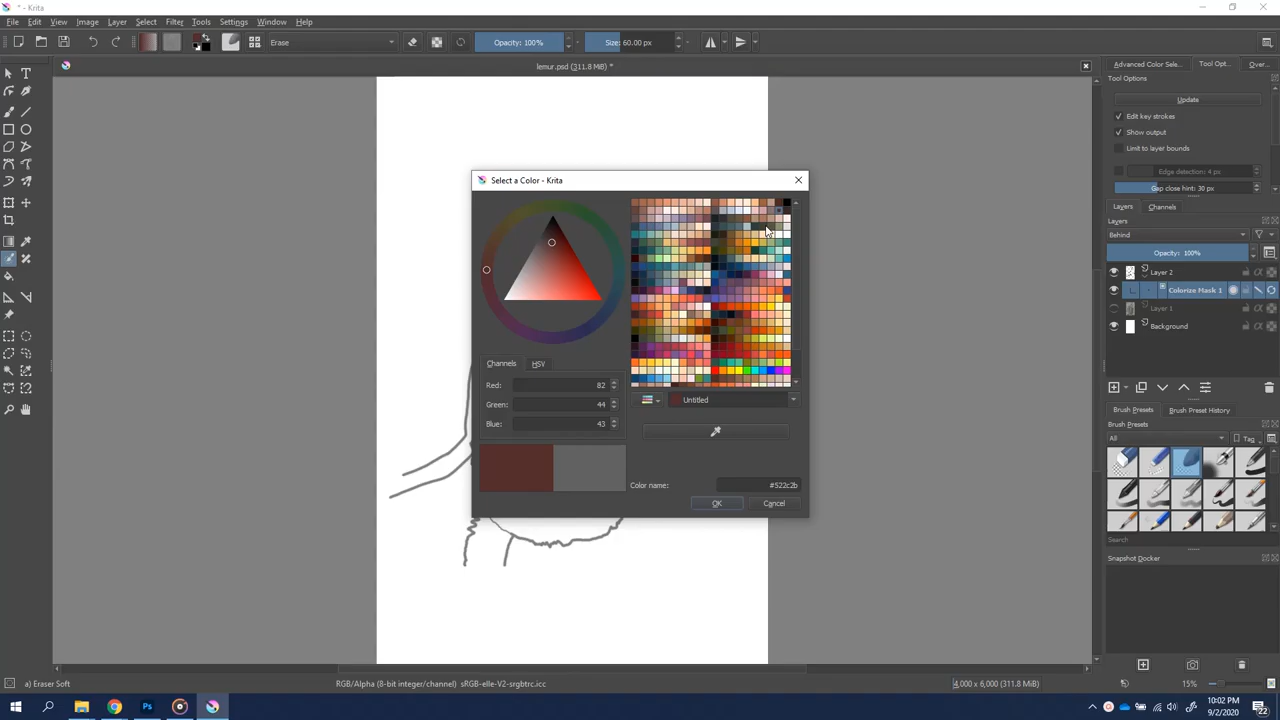 * - Krita
File Edit View Image Layer Select Filter Tools Settings Window Help
Erase Opacity: 100% Size: 60.00 px
lemur.psd (311.8 MiB) *
Advanced Color Sele... Tool Opt... Over...
Tool Options
Update
Edit key strokes
Show output
Limit to layer bounds
Edge detection: 4 px
Gap close hint: 30 px
Layers Channels
Layers
Behind
Opacity: 100%
Layer 2
Colorize Mask 1
Layer 1
Background
Brush Presets Brush Preset History
Brush Presets
All Tag
Search
Snapshot Docker
Select a Color - Krita
Channels HSV
Red: 82
Green: 44
Blue: 43
Untitled
Color name: #522c2b
OK Cancel
a) Eraser Soft RGB/Alpha (8-bit integer/channel) sRGB-elle-V2-srgbtrc.icc 4,000 x 6,000 (311.8 MiB) 15%
Ps
10:02 PM
9/2/2020
22